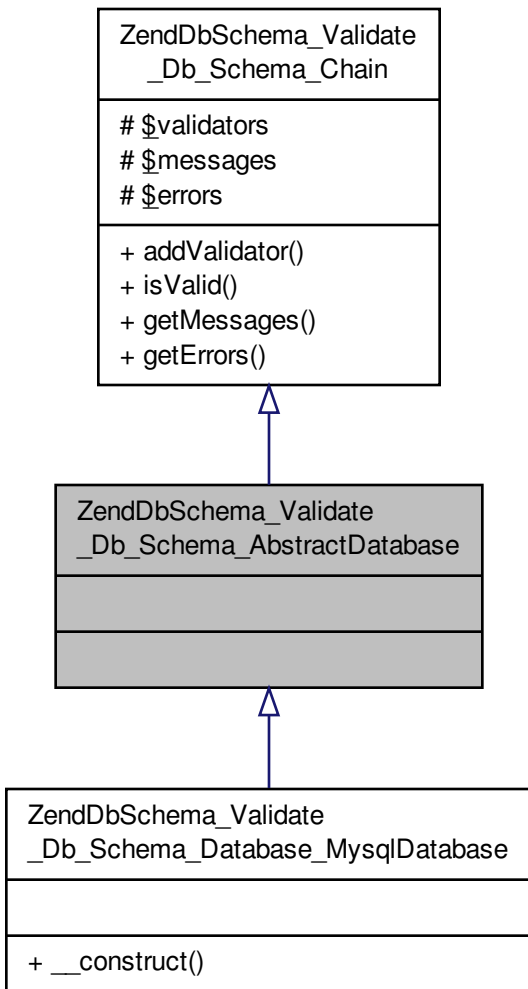 ZendDbSchema_Validate
_Db_Schema_Chain
# $validators
# $messages
# $errors
+ addValidator()
+ isValid()
+ getMessages()
+ getErrors()
ZendDbSchema_Validate
_Db_Schema_AbstractDatabase
ZendDbSchema_Validate
_Db_Schema_Database_MysqlDatabase
+ __construct()